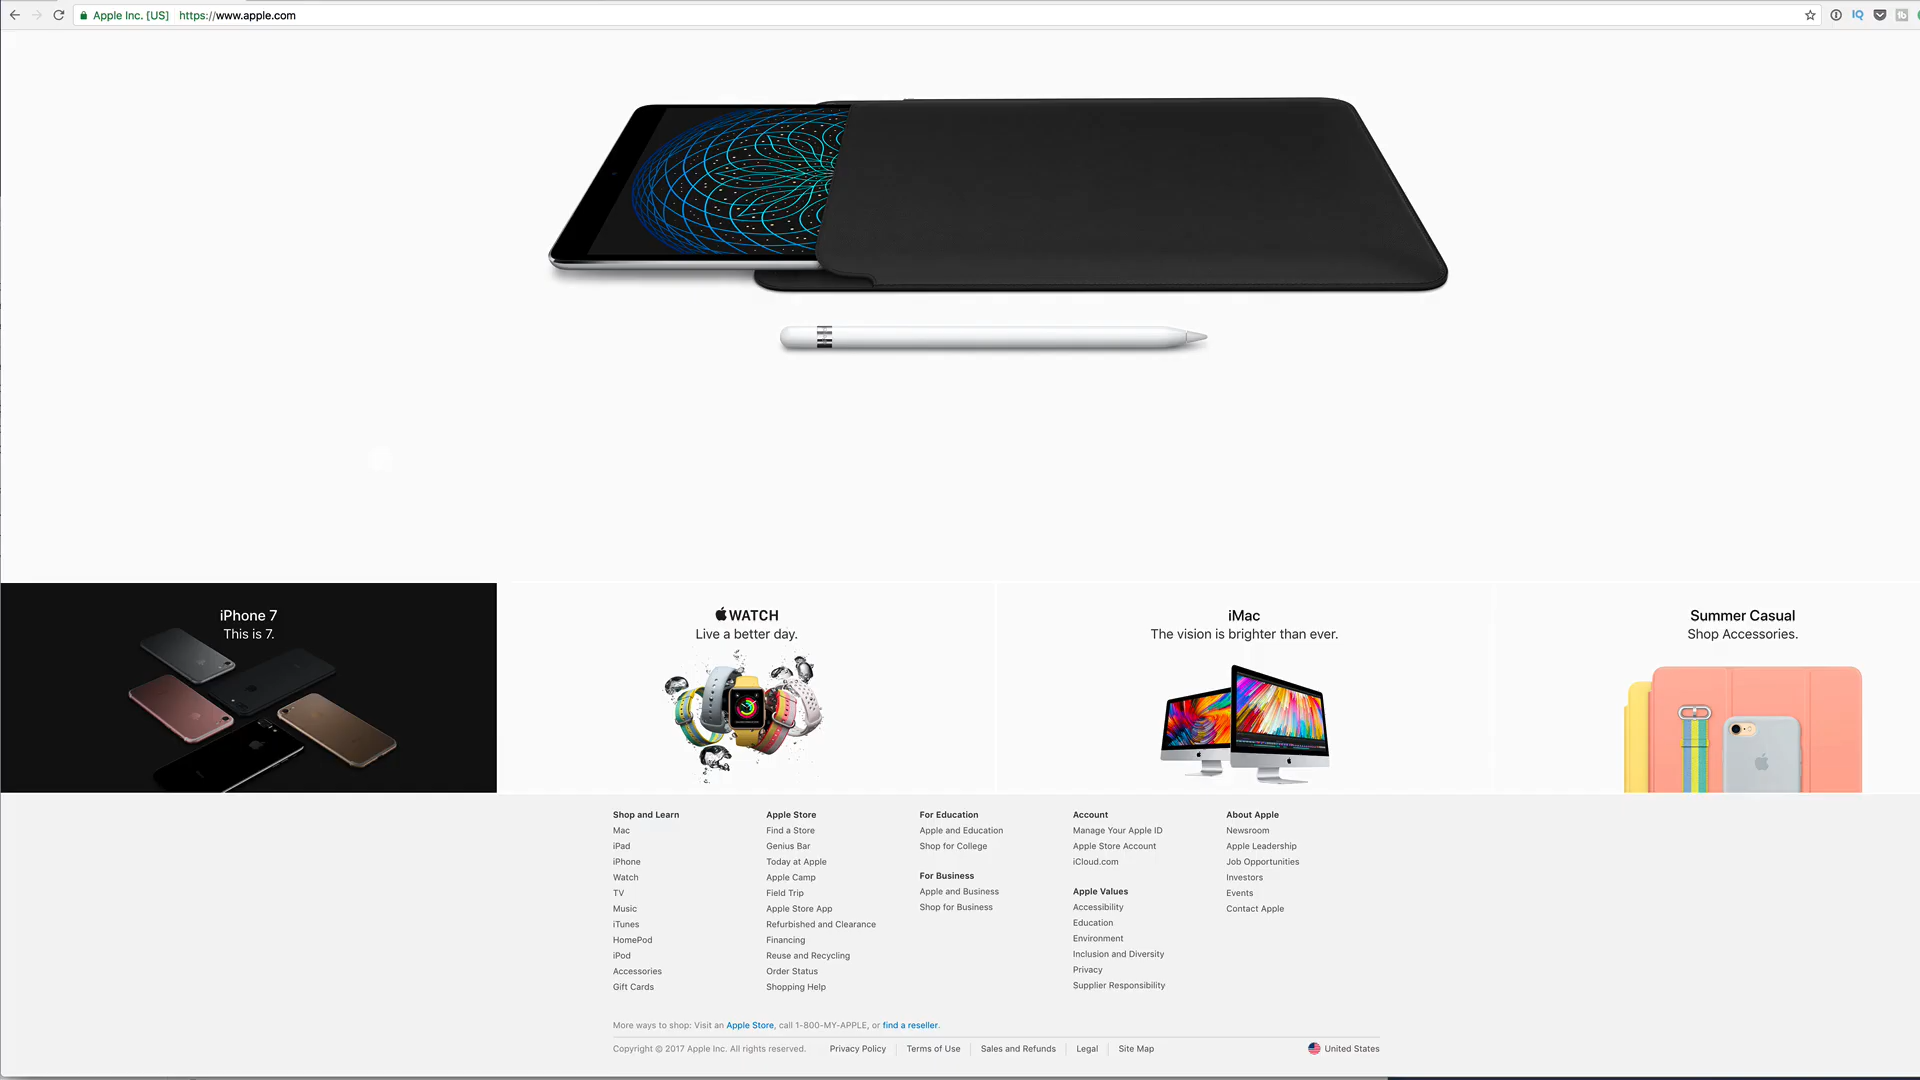 Apple Inc. [US] https://www.apple.com
IQ
iPhone 7
This is 7.
WATCH
Live a better day.
iMac
The vision is brighter than ever.
Summer Casual
Shop Accessories.
Shop and Learn
Mac
iPad
iPhone
Watch
TV
Music
iTunes
HomePod
iPod
Accessories
Gift Cards
Apple Store
Find a Store
Genius Bar
Today at Apple
Apple Camp
Field Trip
Apple Store App
Refurbished and Clearance
Financing
Reuse and Recycling
Order Status
Shopping Help
For Education
Apple and Education
Shop for College
For Business
Apple and Business
Shop for Business
Account
Manage Your Apple ID
Apple Store Account
iCloud.com
Apple Values
Accessibility
Education
Environment
Inclusion and Diversity
Privacy
Supplier Responsibility
About Apple
Newsroom
Apple Leadership
Job Opportunities
Investors
Events
Contact Apple
More ways to shop: Visit an Apple Store, call 1-800-MY-APPLE, or find a reseller.
Copyright © 2017 Apple Inc. All rights reserved. Privacy Policy Terms of Use Sales and Refunds Legal Site Map United States